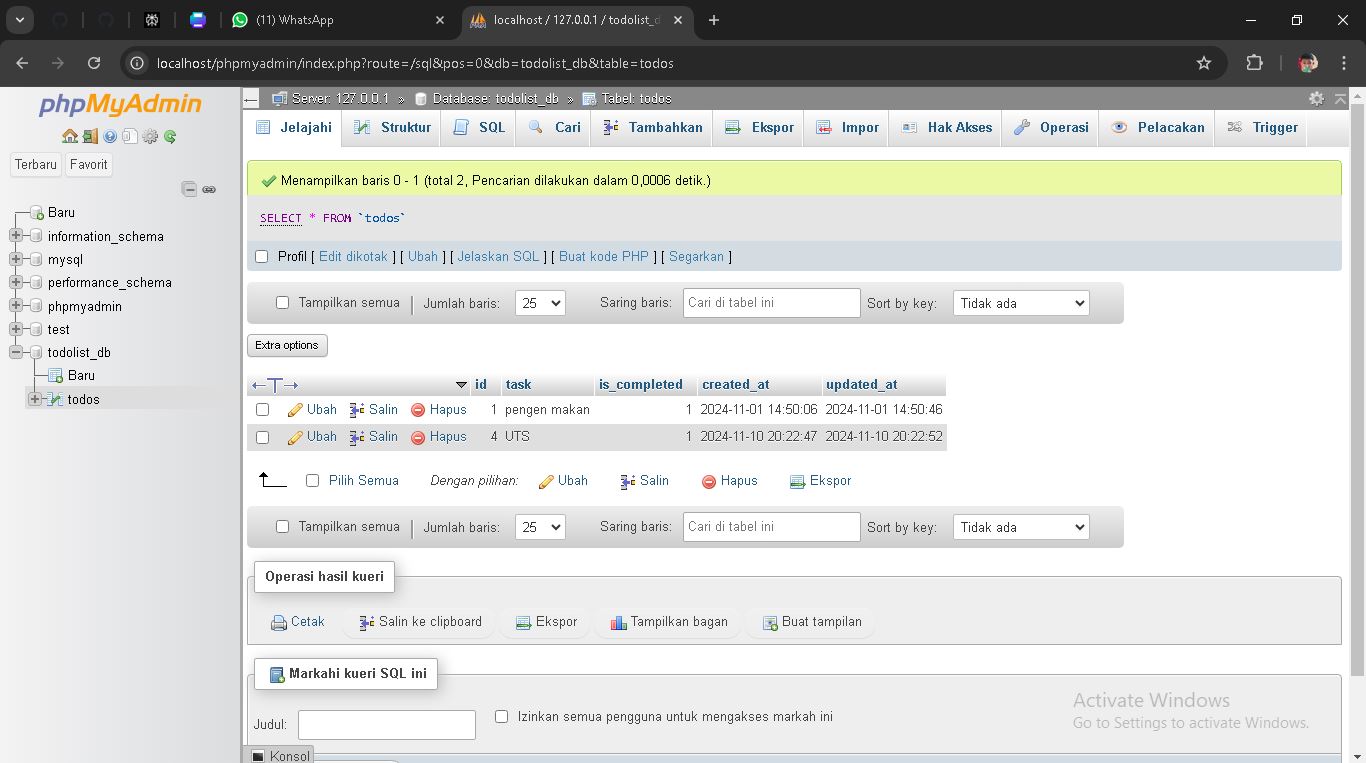 (11) WhatsApp
localhost / 127.0.0.1 / todolist_d
localhost/phpmyadmin/index.php?route=/sql&pos=0&db=todolist_db&table=todos
phpMyAdmin
Terbaru Favorit
Baru
information_schema
mysql
performance_schema
phpmyadmin
test
todolist_db
Baru
todos
Server: 127.0.0.1 » Database: todolist_db » Tabel: todos
Jelajahi Struktur SQL Cari Tambahkan Ekspor Impor Hak Akses Operasi Pelacakan Trigger
Menampilkan baris 0 - 1 (total 2, Pencarian dilakukan dalam 0,0006 detik.)
SELECT * FROM `todos`
Profil [ Edit dikotak ] [ Ubah ] [ Jelaskan SQL ] [ Buat kode PHP ] [ Segarkan ]
Tampilkan semua | Jumlah baris: 25 Saring baris: Cari di tabel ini Sort by key: Tidak ada
Extra options
←T→ id task is_completed created_at updated_at
Ubah Salin Hapus 1 pengen makan 1 2024-11-01 14:50:06 2024-11-01 14:50:46
Ubah Salin Hapus 4 UTS 1 2024-11-10 20:22:47 2024-11-10 20:22:52
Pilih Semua Dengan pilihan: Ubah Salin Hapus Ekspor
Tampilkan semua | Jumlah baris: 25 Saring baris: Cari di tabel ini Sort by key: Tidak ada
Operasi hasil kueri
Cetak Salin ke clipboard Ekspor Tampilkan bagan Buat tampilan
Markahi kueri SQL ini
Judul: Izinkan semua pengguna untuk mengakses markah ini
Konsol
Activate Windows
Go to Settings to activate Windows.